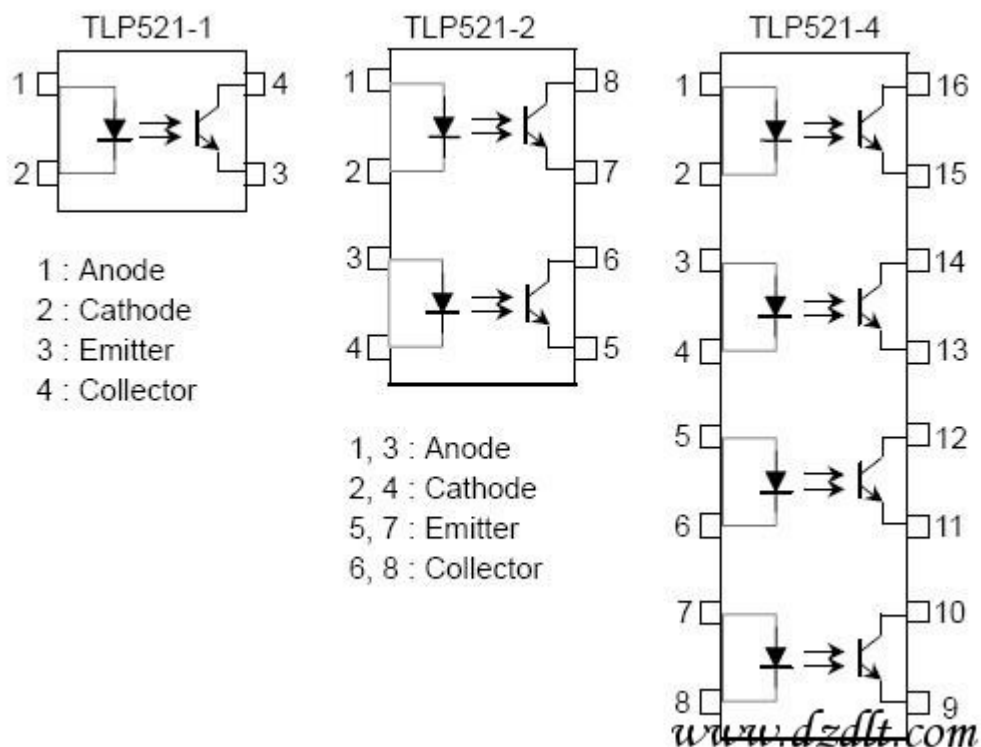 TLP521-1
1
2
4
3
1 : Anode
2 : Cathode
3 : Emitter
4 : Collector
TLP521-2
1
2
3
4
8
7
6
5
1, 3 : Anode
2, 4 : Cathode
5, 7 : Emitter
6, 8 : Collector
TLP521-4
1
2
3
4
5
6
7
8
16
15
14
13
12
11
10
9
www.dzdlt.com